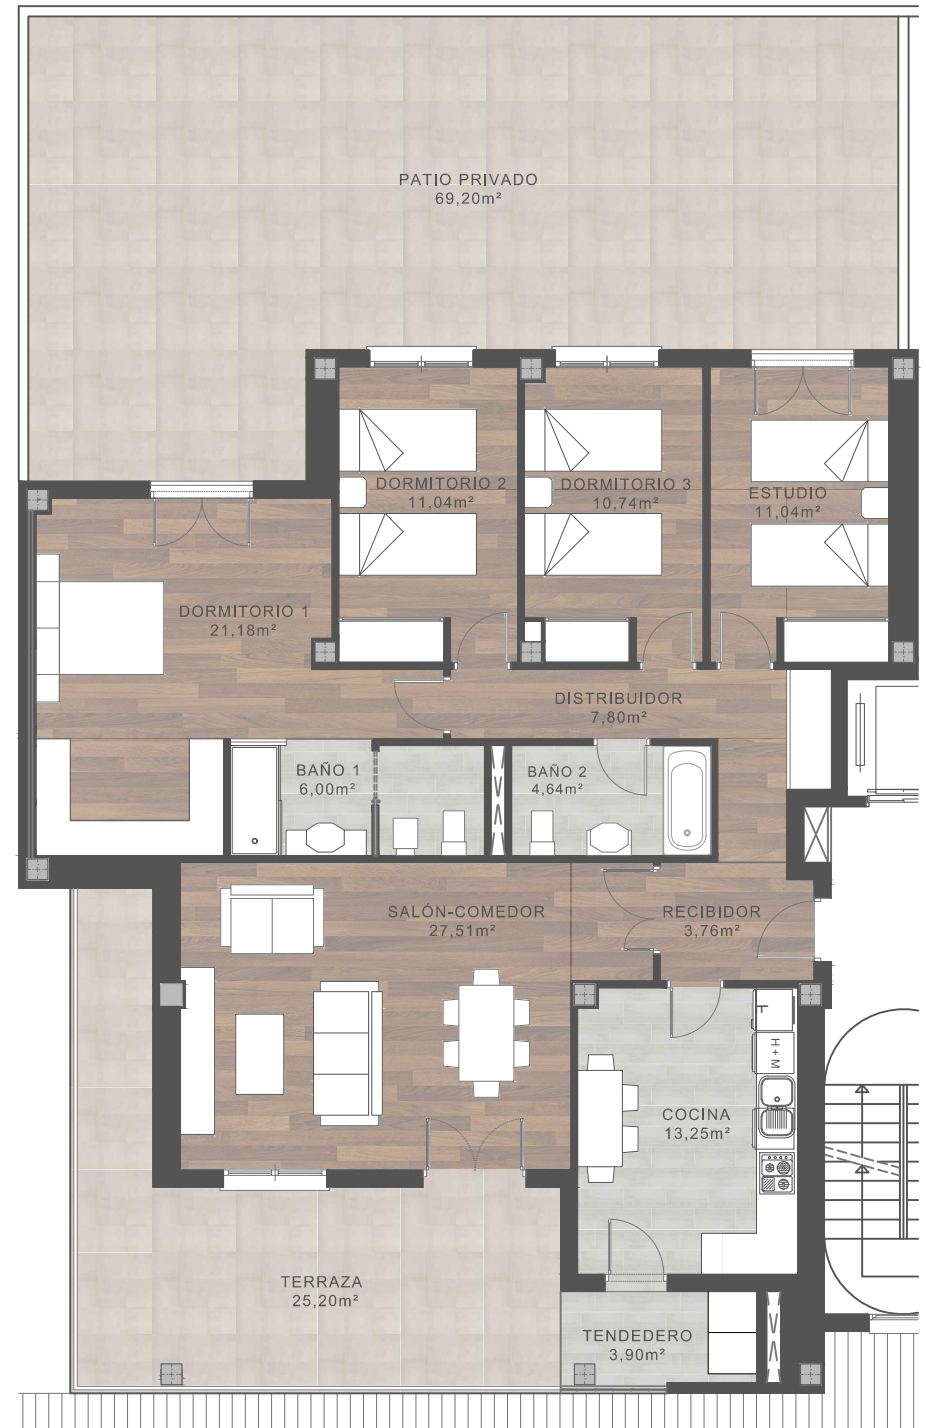 PATIO PRIVADO
69,20m²
DORMITORIO 2
11,04m²
DORMITORIO 3
10,74m²
ESTUDIO
11,04m²
DORMITORIO 1
21,18m²
DISTRIBUIDOR
7,80m²
BAÑO 1
6,00m²
BAÑO 2
4,64m²
SALÓN-COMEDOR
27,51m²
RECIBIDOR
3,76m²
F
H+M
COCINA
13,25m²
TERRAZA
25,20m²
TENDEDERO
3,90m²